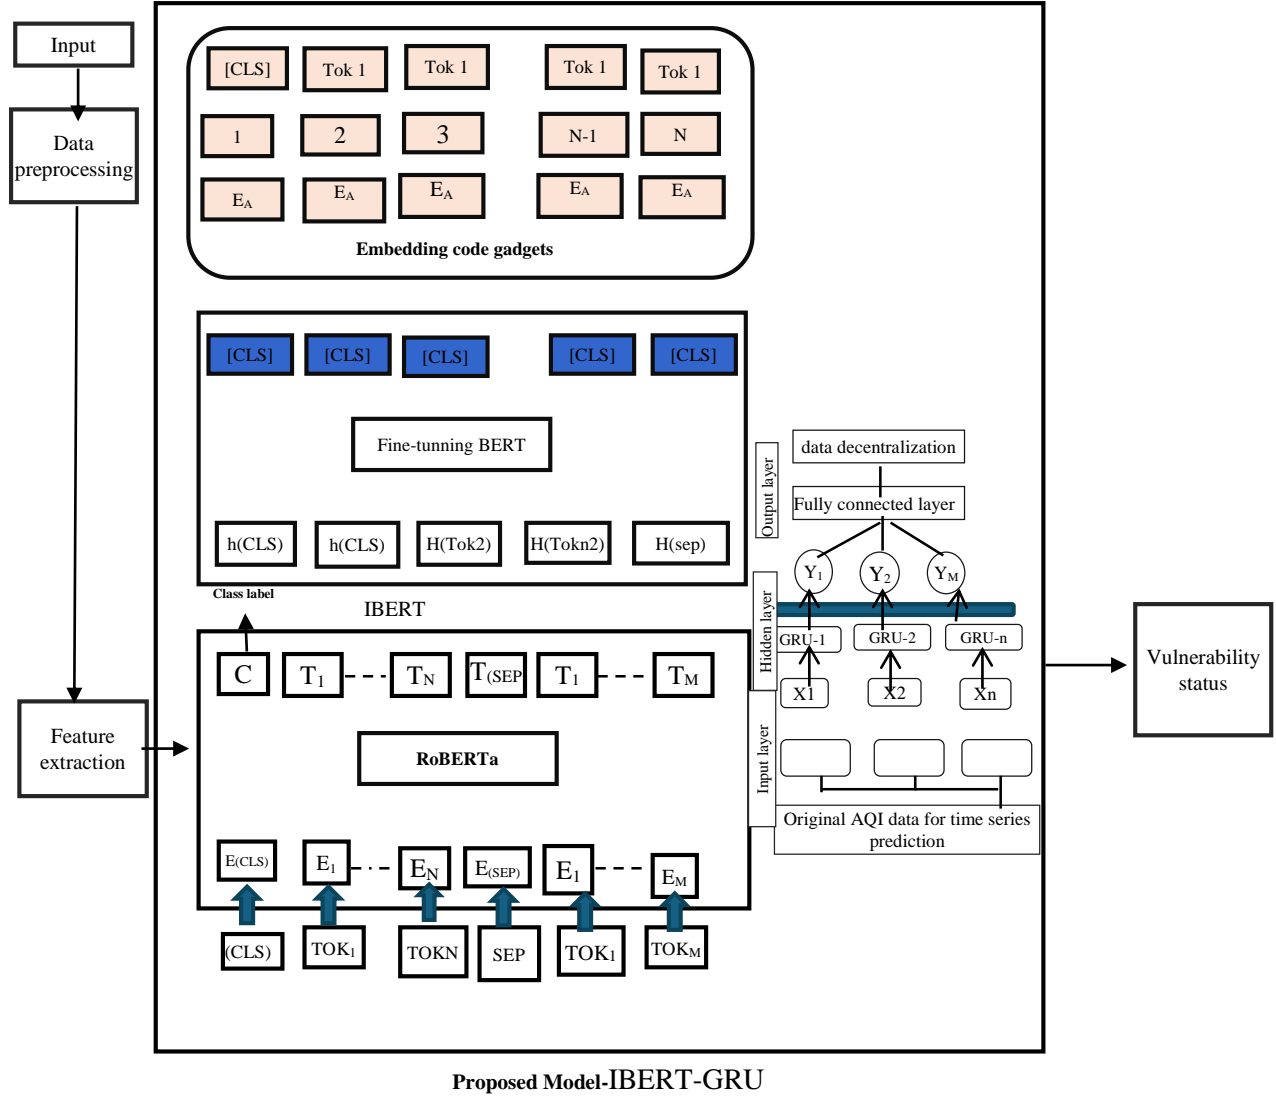 Input
Data
preprocessing
Feature
extraction
[CLS] Tok 1 Tok 1 Tok 1 Tok 1
1 2 3 N-1 N
EA EA EA EA EA
Embedding code gadgets
[CLS] [CLS] [CLS] [CLS] [CLS]
Fine-tunning BERT
h(CLS) h(CLS) H(Tok2) H(Tokn2) H(sep)
Class label
IBERT
C T1 TN T(SEP T1 TM
RoBERTa
E(CLS) E1 EN E(SEP) E1 EM
(CLS) TOK1 TOKN SEP TOK1 TOKM
Output layer
Hidden layer
Input layer
data decentralization
Fully connected layer
Y1 Y2 YM
GRU-1 GRU-2 GRU-n
X1 X2 Xn
Original AQI data for time series
prediction
Vulnerability
status
Proposed Model-IBERT-GRU